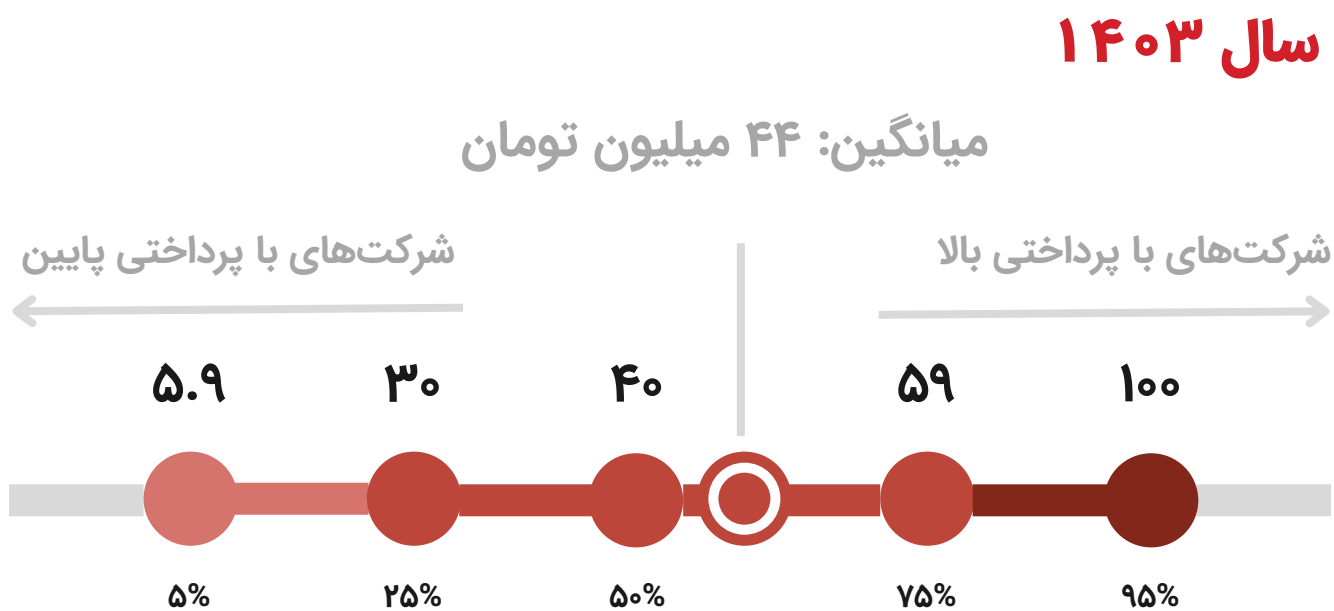 سال ۱۴۰۳
میانگین: ۴۴ میلیون تومان
شرکت‌های با پرداختی بالا
شرکت‌های با پرداختی پایین
۵.۹ ۳۰ ۴۰ ۵۹ ۱۰۰
۵% ۲۵% ۵۰% ۷۵% ۹۵%